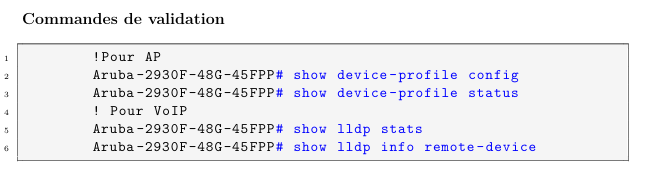 Commandes de validation
1 !Pour AP
2 Aruba-2930F-48G-45FPP# show device-profile config
3 Aruba-2930F-48G-45FPP# show device-profile status
4 ! Pour VoIP
5 Aruba-2930F-48G-45FPP# show lldp stats
6 Aruba-2930F-48G-45FPP# show lldp info remote-device